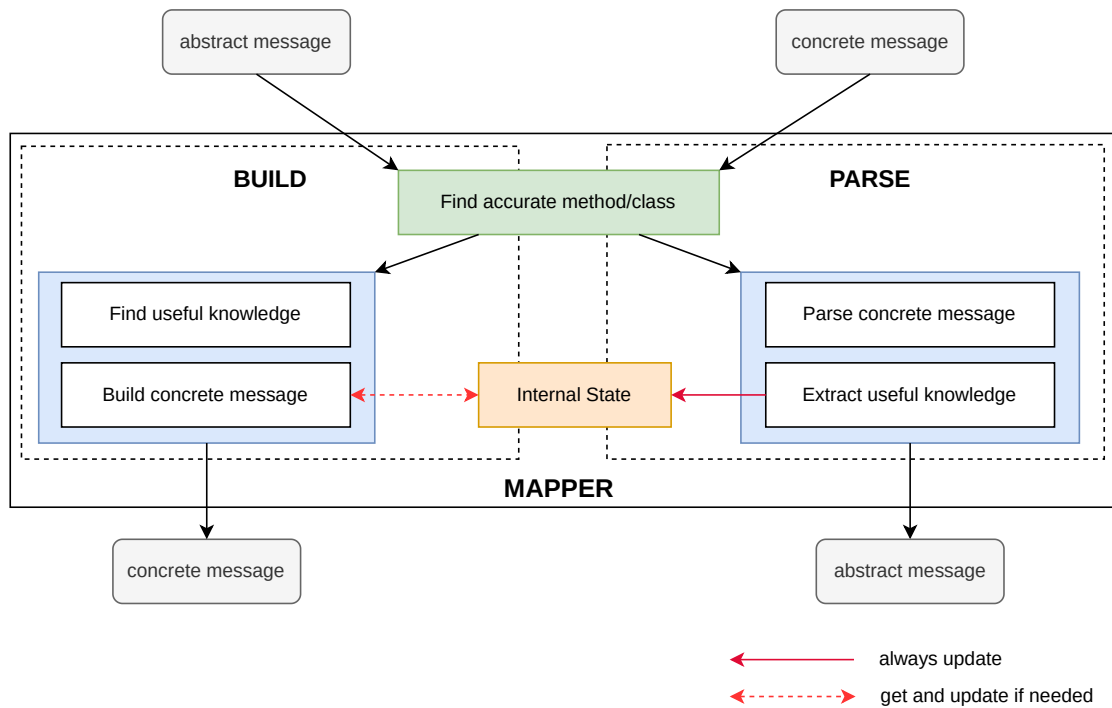 abstract message
concrete message
BUILD
PARSE
Find accurate method/class
Find useful knowledge
Parse concrete message
Build concrete message
Internal State
Extract useful knowledge
MAPPER
concrete message
abstract message
always update
get and update if needed